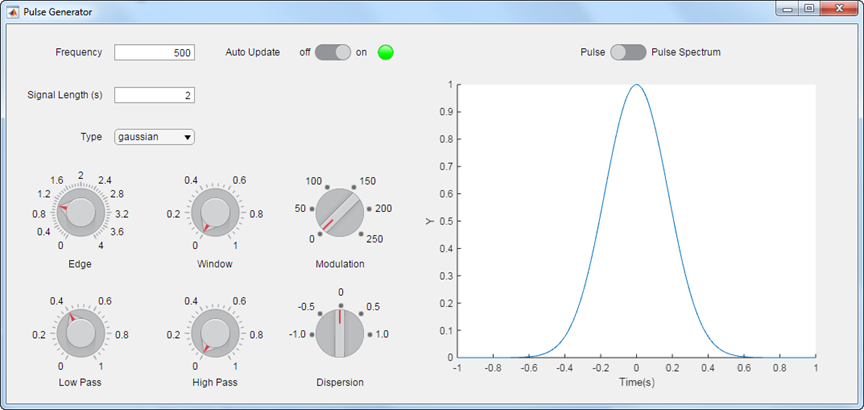 Pulse Generator
Frequency 500 Auto Update off on
Signal Length (s) 2
Type gaussian
0 0.4 0.8 1.2 1.6 2 2.4 2.8 3.2 3.6 4
Edge
0 0.2 0.4 0.6 0.8 1
Window
0 50 100 150 200 250
Modulation
0.2 0.4 0.6 0.8 0 1
Low Pass
0 0.2 0.4 0.6 0.8 1
High Pass
-1.0 -0.5 0 0.5 1.0
Dispersion
Pulse Pulse Spectrum
1
0.9
0.8
0.7
0.6
0.5
0.4
0.3
0.2
0.1
0
Y
-1 -0.8 -0.6 -0.4 -0.2 0 0.2 0.4 0.6 0.8 1
Time(s)